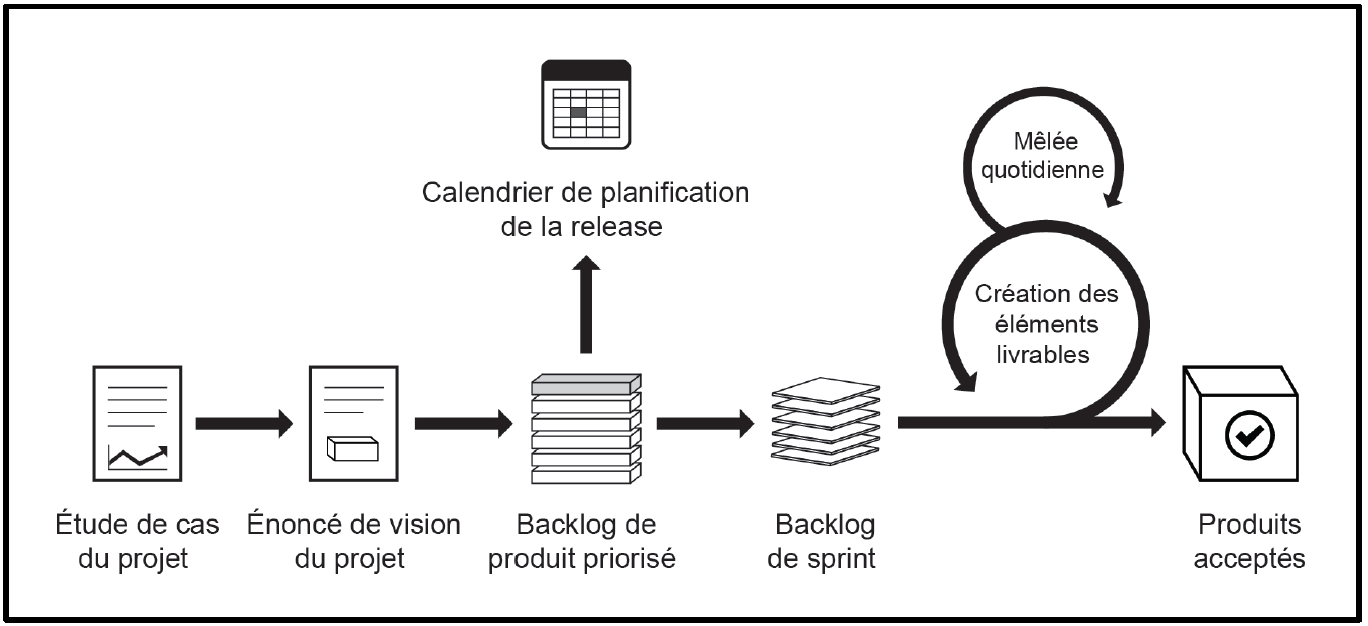 Calendrier de planification
de la release
Mêlée
quotidienne
Création des
éléments
livrables
Étude de cas
du projet
Énoncé de vision
du projet
Backlog de
produit priorisé
Backlog
de sprint
Produits
acceptés